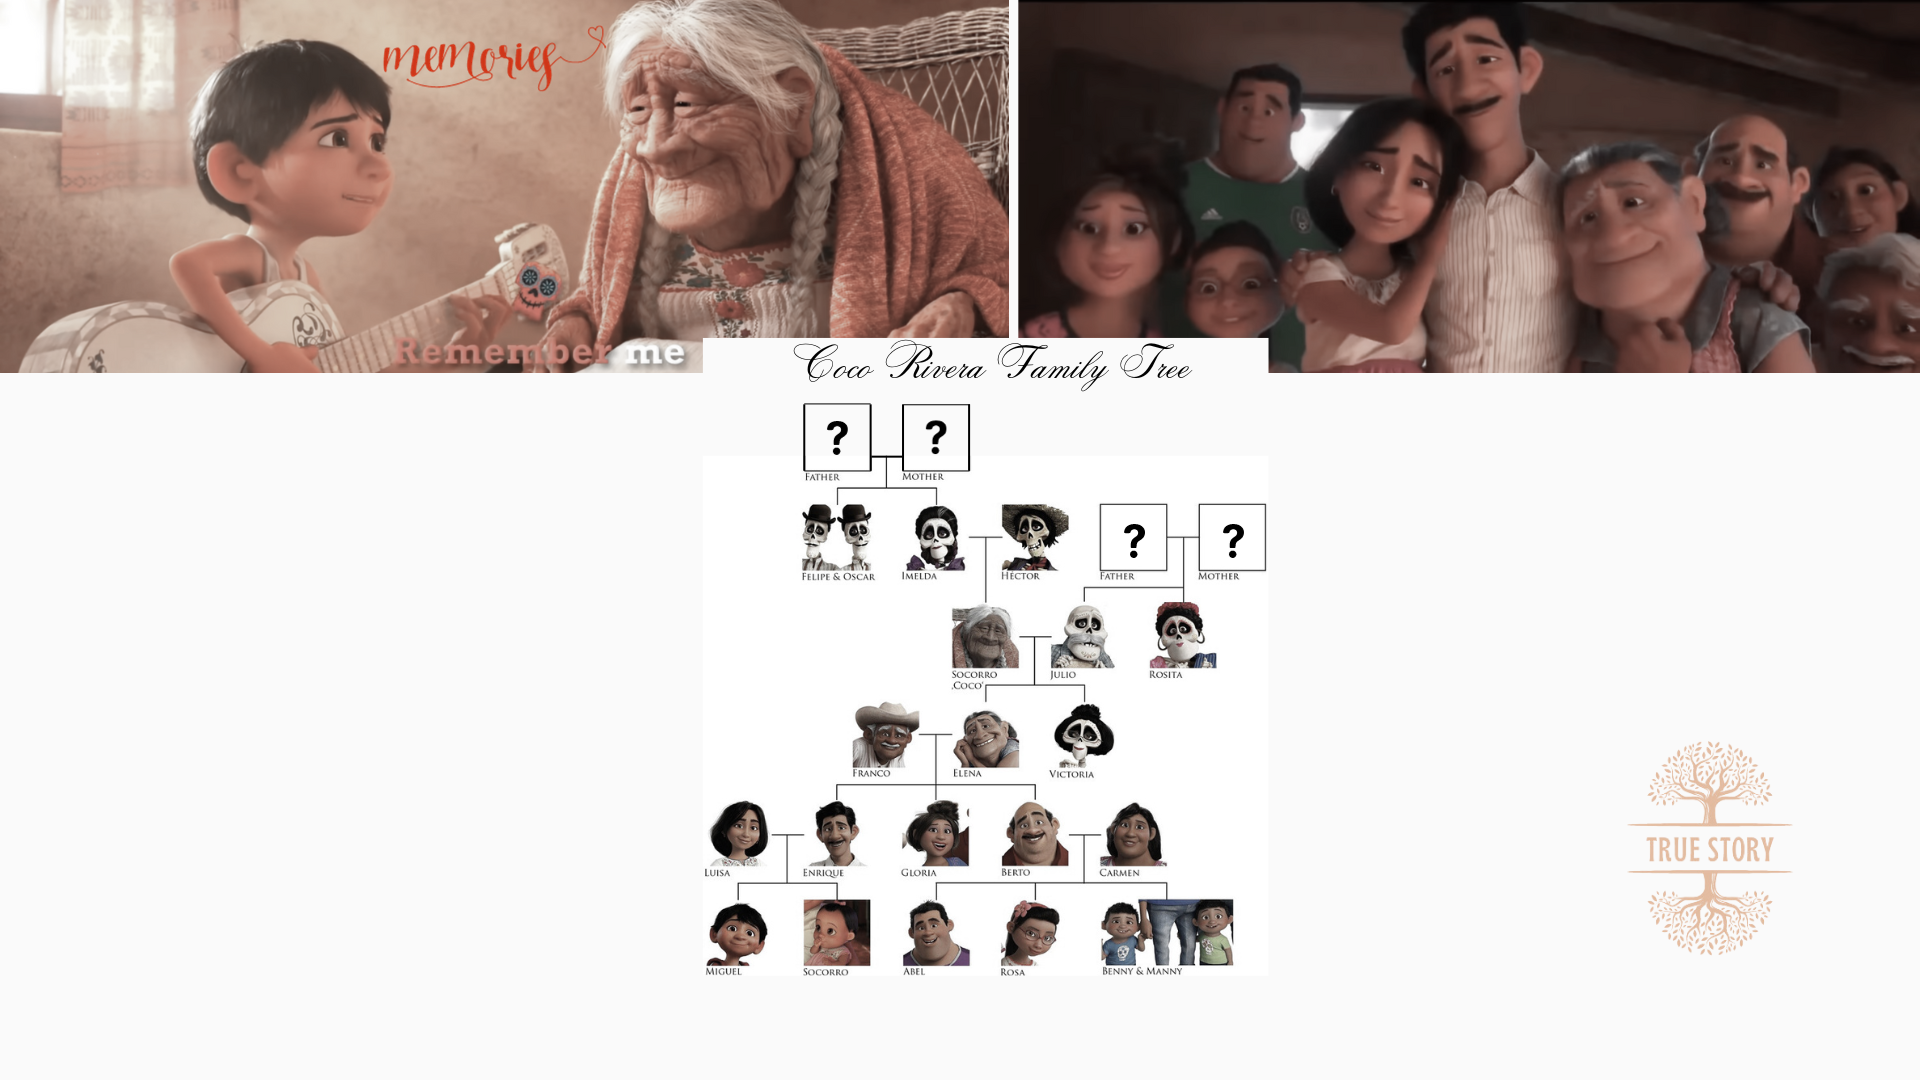 memories
Remember me
Coco Rivera Family Tree
?
?
FATHER
MOTHER
?
?
FELIPE & OSCAR
IMELDA
HÉCTOR
FATHER
MOTHER
SOCORRO
‚COCO'
JULIO
ROSITA
FRANCO
ELENA
VICTORIA
LUISA
ENRIQUE
GLORIA
BERTO
CARMEN
MIGUEL
SOCORRO
ABEL
ROSA
BENNY & MANNY
TRUE STORY